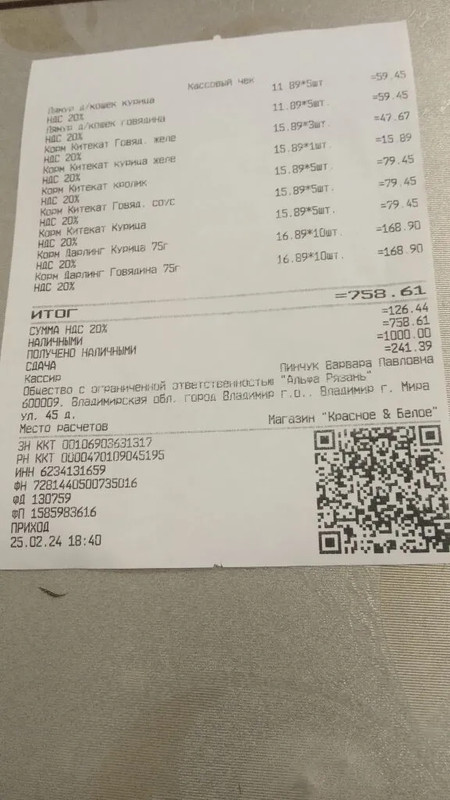 Кассовый чек
Лямур д/кошек курица 11.89*5шт =59.45
НДС 20%
Лямур д/кошек говядина 11.89*5шт. =59.45
НДС 20%
Корм Китекат Говяд. желе 15.89*3шт. =47.67
НДС 20%
Корм Китекат курица желе 15.89*1шт. =15.89
НДС 20%
Корм Китекат кролик 15.89*5шт. =79.45
НДС 20%
Корм Китекат Говяд. соус 15.89*5шт. =79.45
НДС 20%
Корм Китекат Курица 15.89*5шт. =79.45
НДС 20%
Корм Дарлинг Курица 75г 16.89*10шт. =168.90
НДС 20%
Корм Дарлинг Говядина 75г 16.89*10шт. =168.90
НДС 20%
ИТОГ =758.61
СУММА НДС 20% =126.44
НАЛИЧНЫМИ =758.61
ПОЛУЧЕНО НАЛИЧНЫМИ =1000.00
СДАЧА =241.39
Кассир Пинчук Варвара Павловна
Общество с ограниченной ответственностью "Альфа Рязань"
600009, Владимирская обл. город Владимир г.о., Владимир г. Мира
ул. 45 д.
Место расчетов Магазин "Красное & Белое"
ЗН ККТ 00106903631317
РН ККТ 0000470109045195
ИНН 6234131659
ФН 7281440500735016
ФД 130759
ФП 1585983616
ПРИХОД
25.02.24 18:40